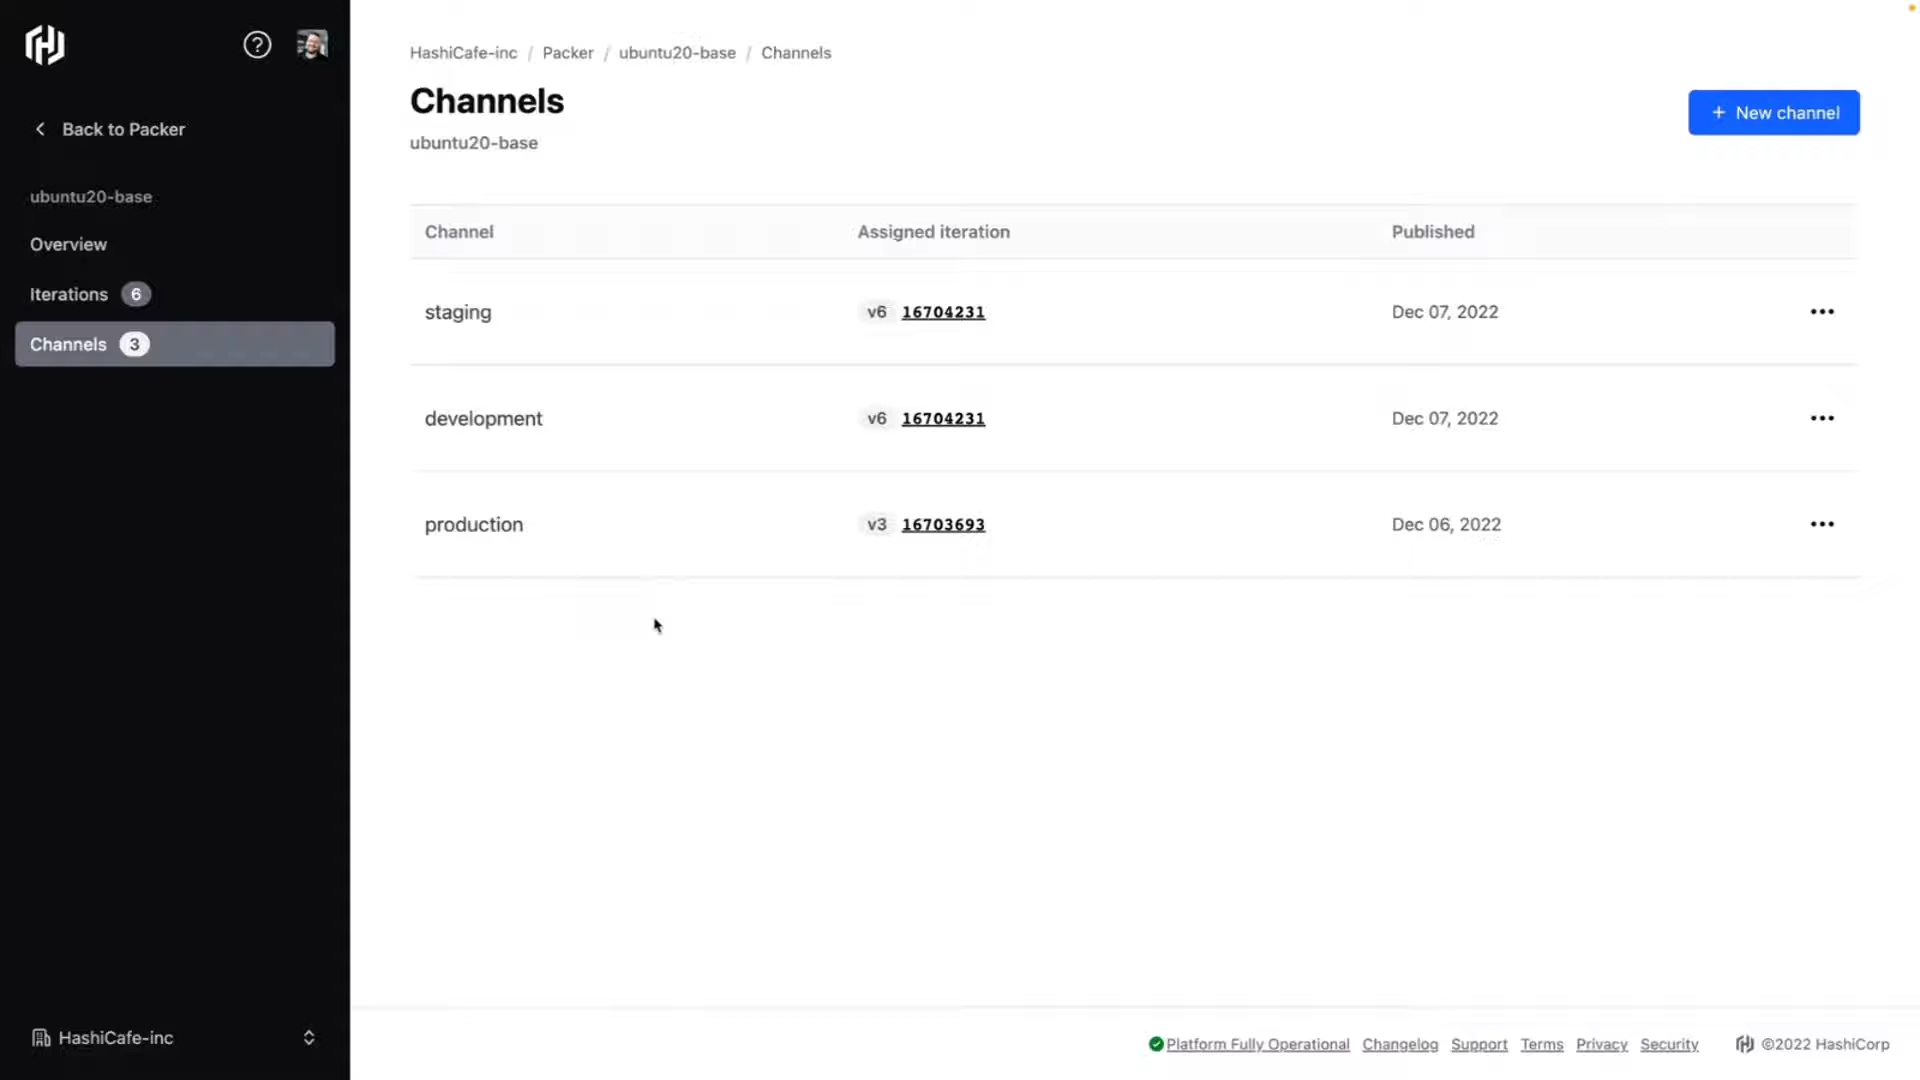 Back to Packer
ubuntu20-base
Overview
Iterations 6
Channels 3
HashiCafe-inc
HashiCafe-inc / Packer / ubuntu20-base / Channels
Channels
ubuntu20-base
+ New channel
Channel Assigned iteration Published
staging v6 16704231 Dec 07, 2022
development v6 16704231 Dec 07, 2022
production v3 16703693 Dec 06, 2022
Platform Fully Operational Changelog Support Terms Privacy Security ©2022 HashiCorp